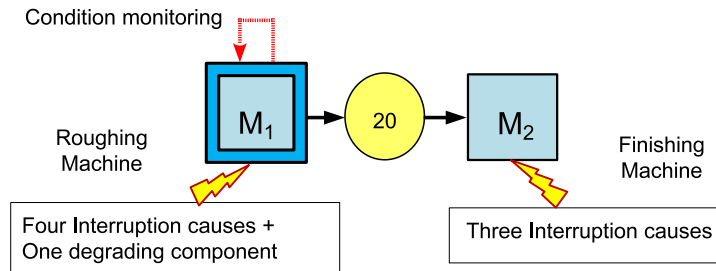 Condition monitoring
M1
20
M2
Roughing
Machine
Finishing
Machine
Four Interruption causes +
One degrading component
Three Interruption causes